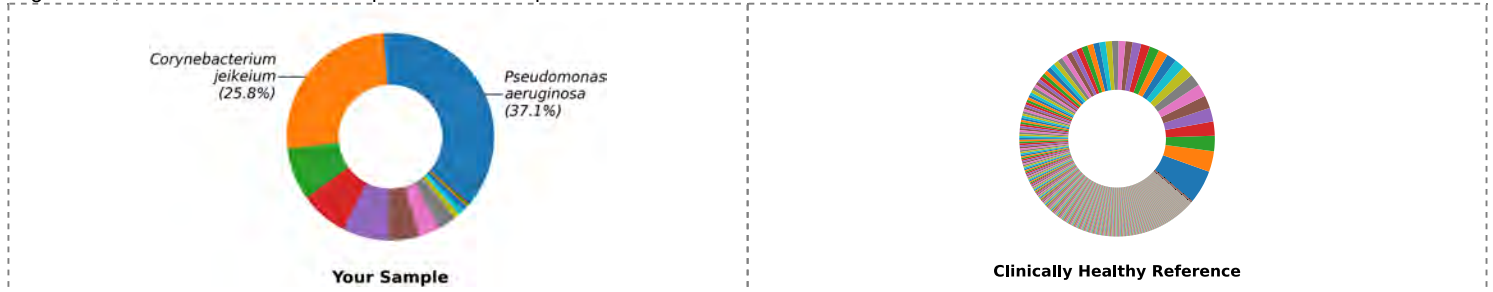 Corynebacterium
jeikeium
(25.8%)
Pseudomonas
aeruginosa
(37.1%)
Your Sample
Clinically Healthy Reference